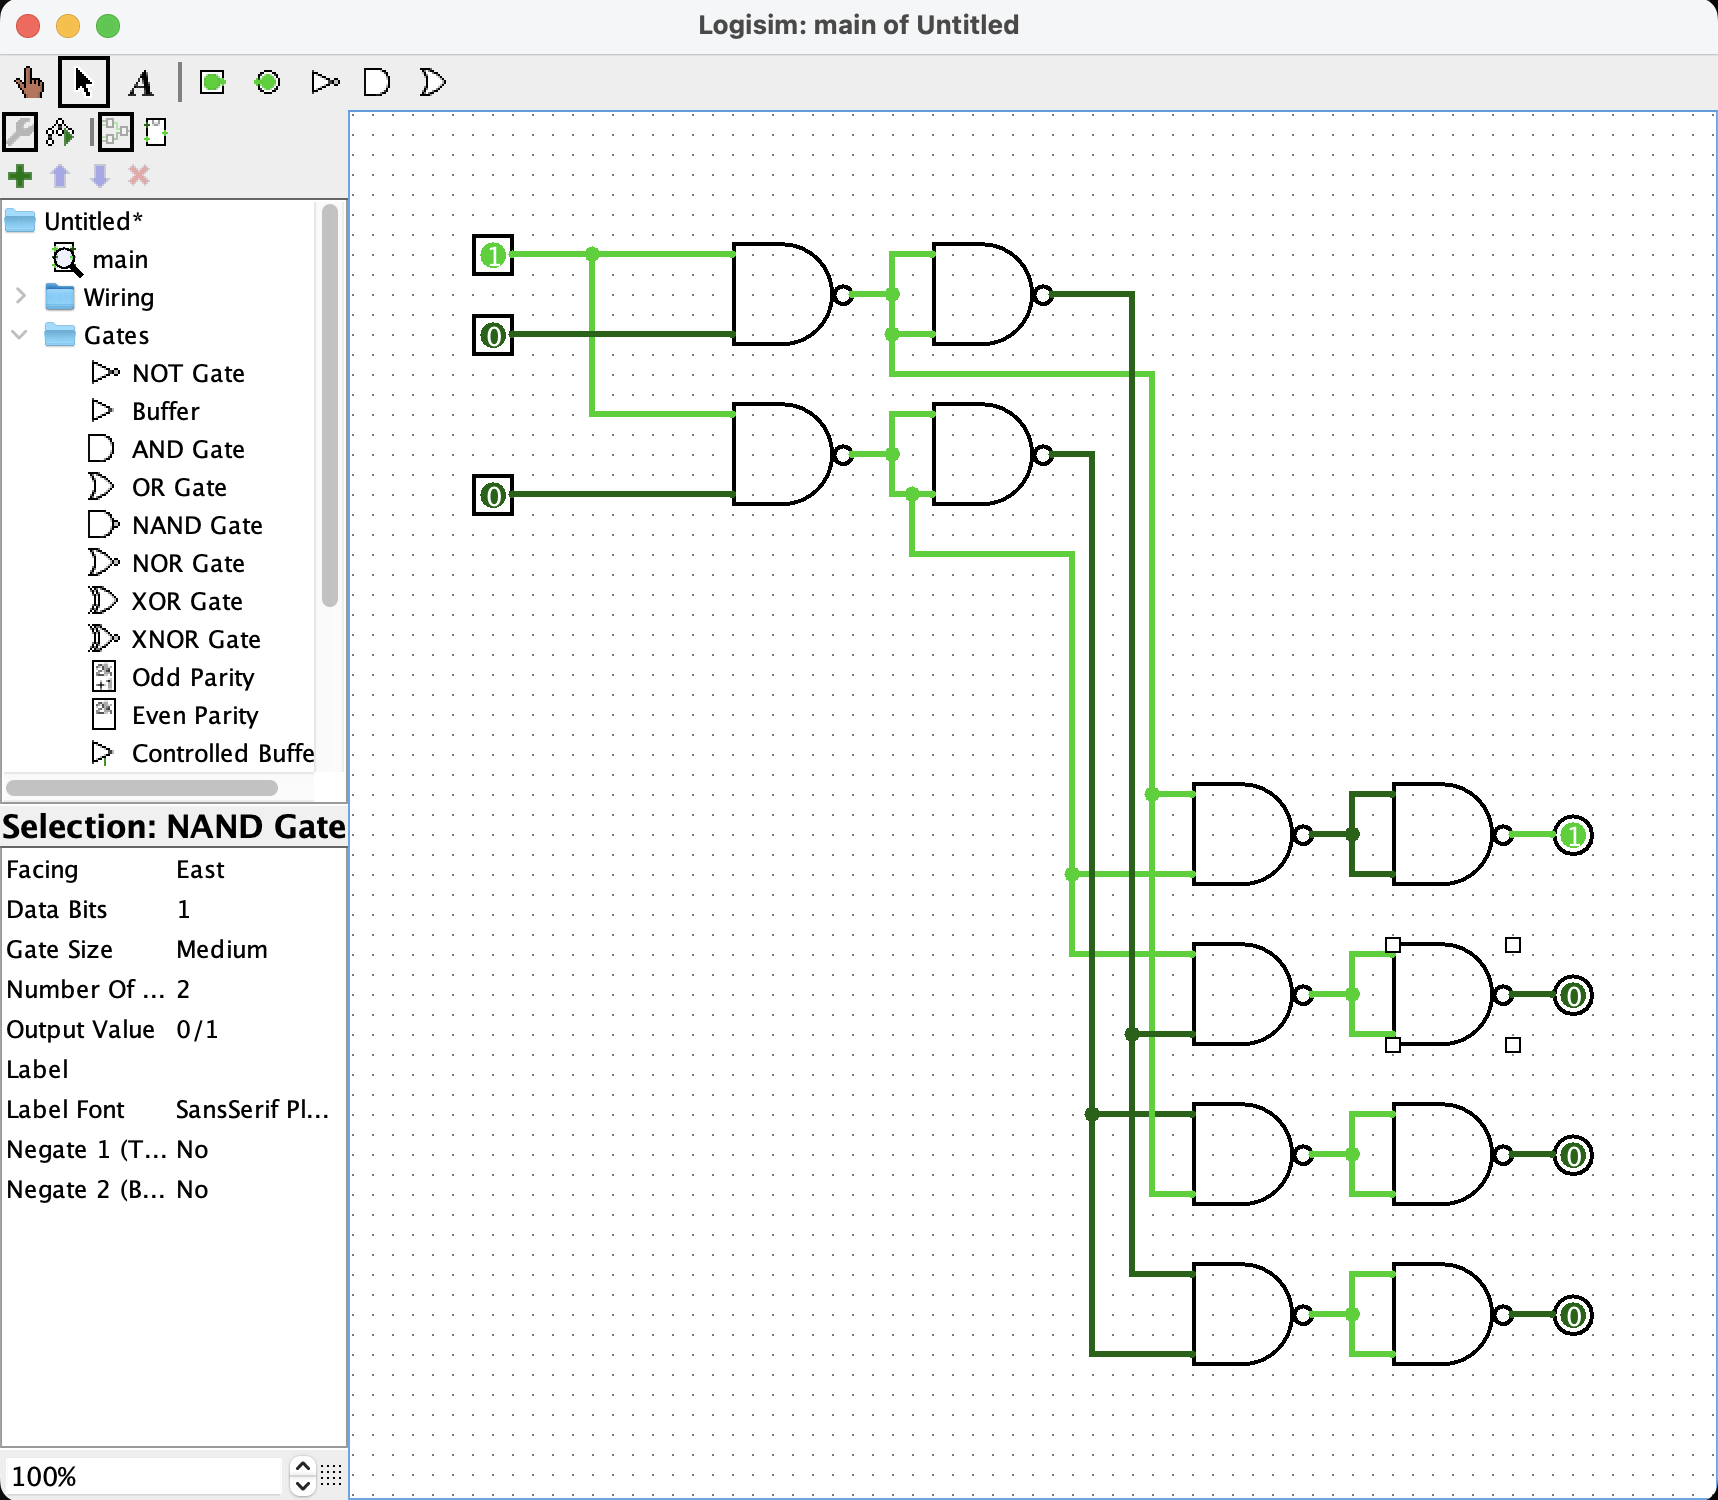 Logisim: main of Untitled
A
Untitled*
main
Wiring
Gates
NOT Gate
Buffer
AND Gate
OR Gate
NAND Gate
NOR Gate
XOR Gate
XNOR Gate
2k
+1
Odd Parity
2k
Even Parity
Controlled Buffe
Selection: NAND Gate
Facing East
Data Bits 1
Gate Size Medium
Number Of ... 2
Output Value 0/1
Label
Label Font SansSerif Pl...
Negate 1 (T... No
Negate 2 (B... No
100%
1
0
0
1
0
0
0